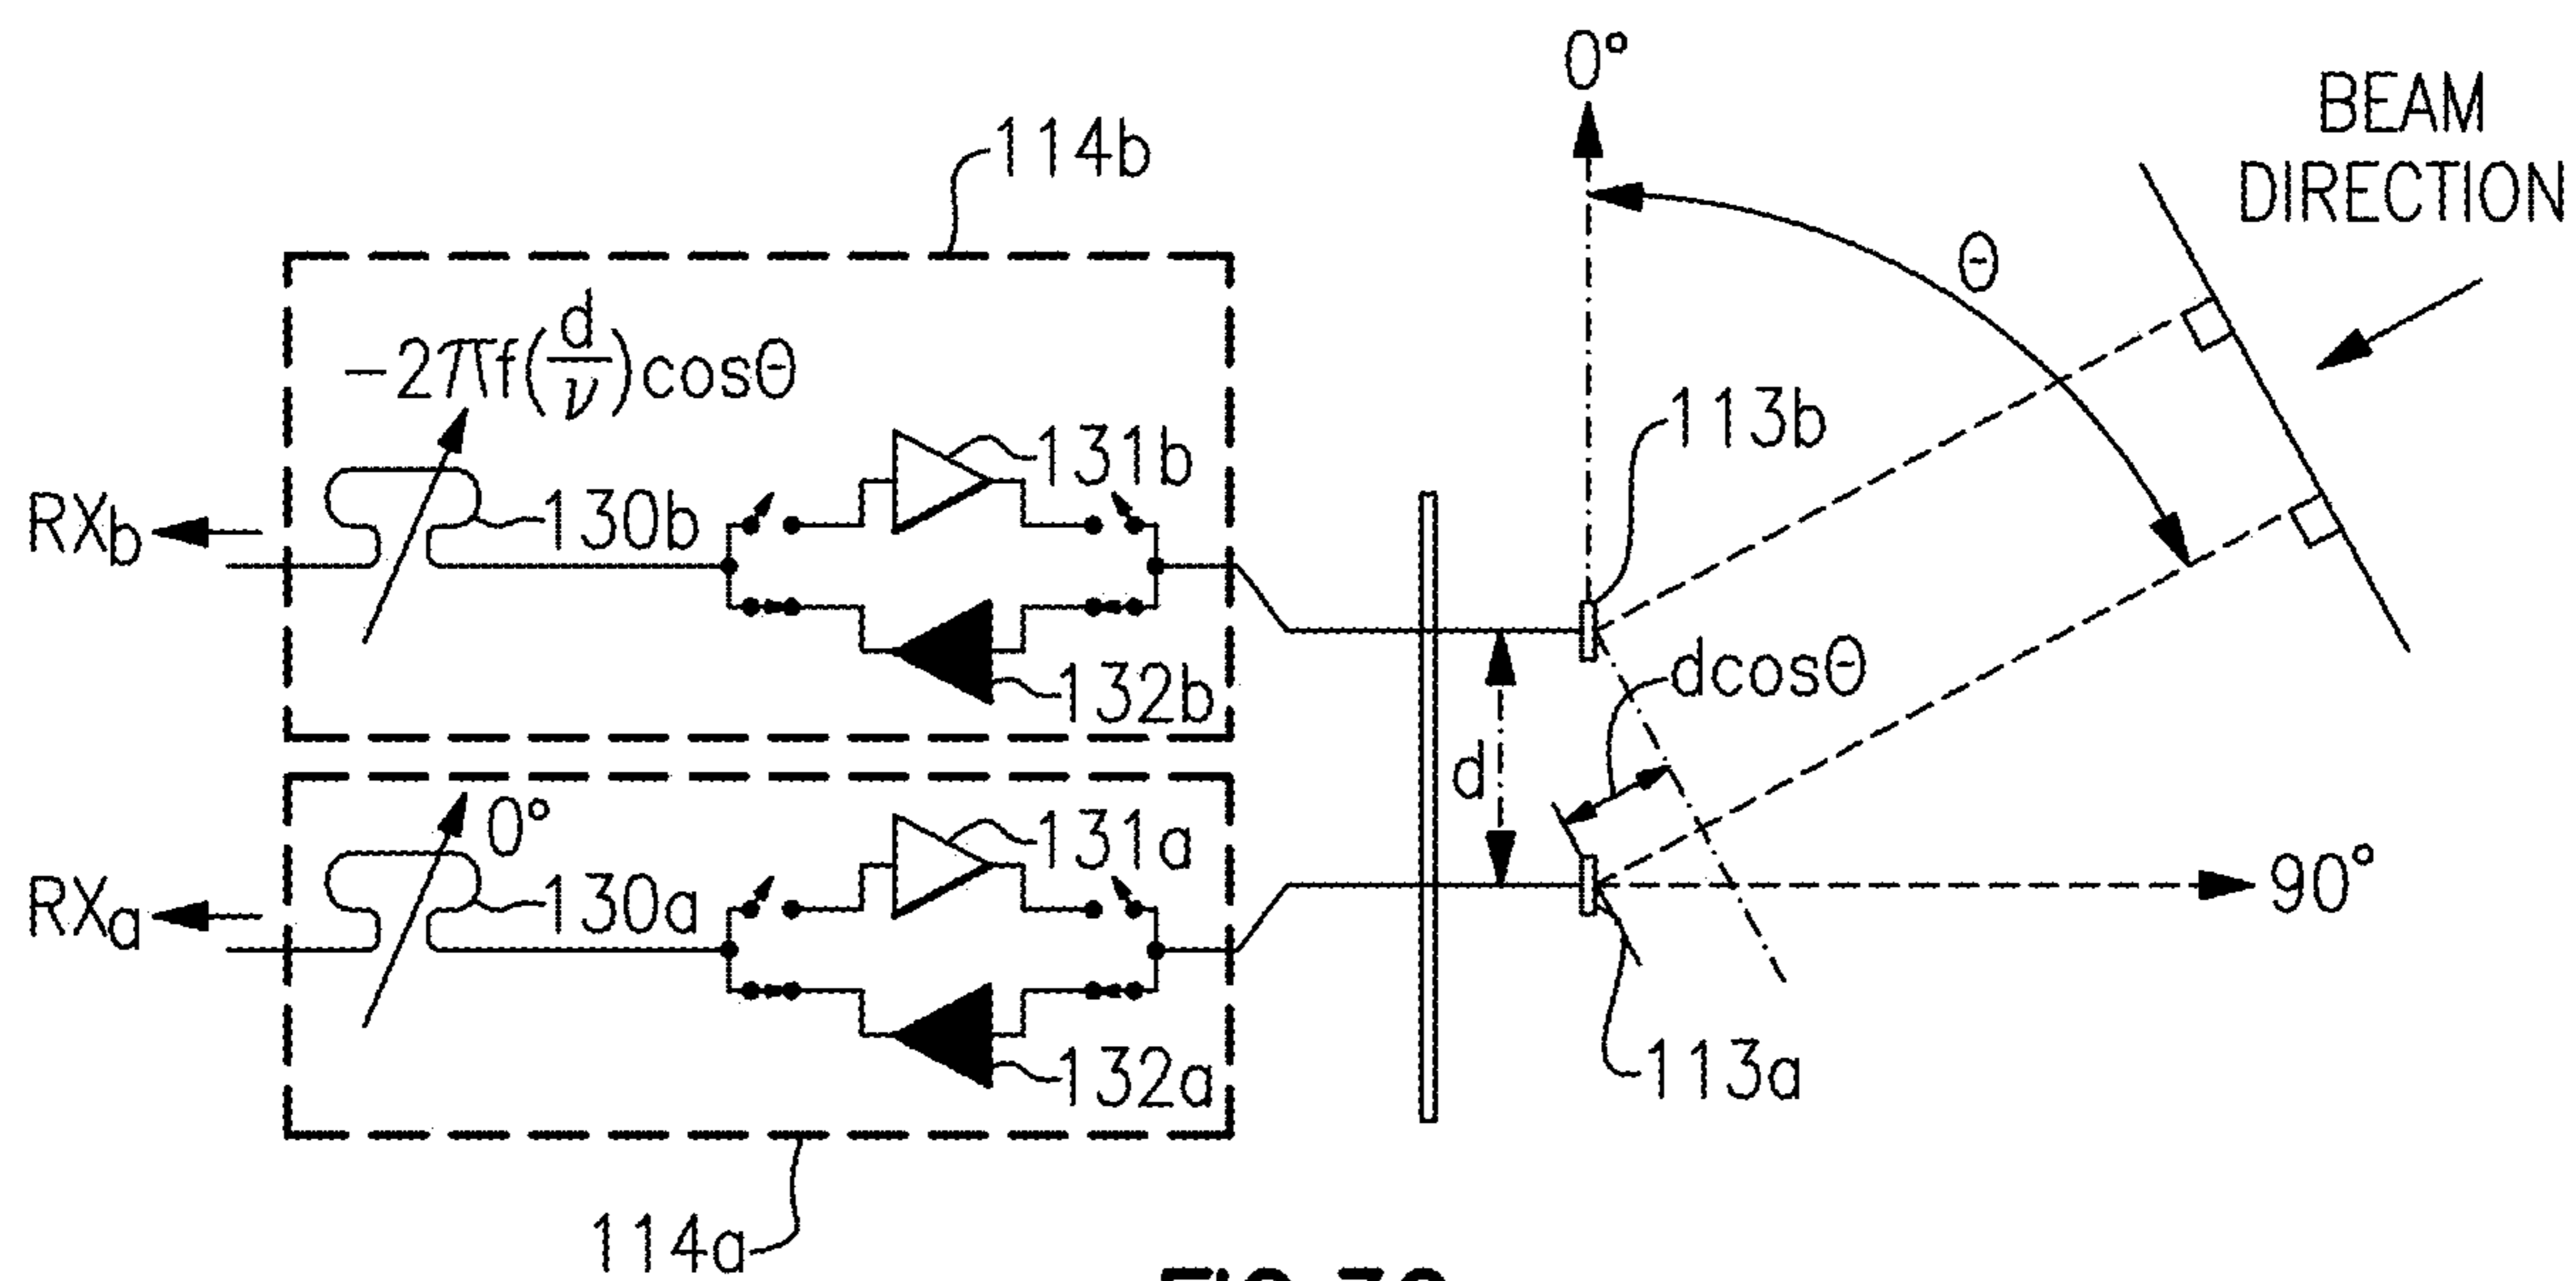 0°
BEAM
DIRECTION
114b
θ
−2πf(d/ν)cosθ
113b
131b
RXb
130b
132b
dcosθ
d
0°
131a
RXa
130a
90°
132a
113a
114a